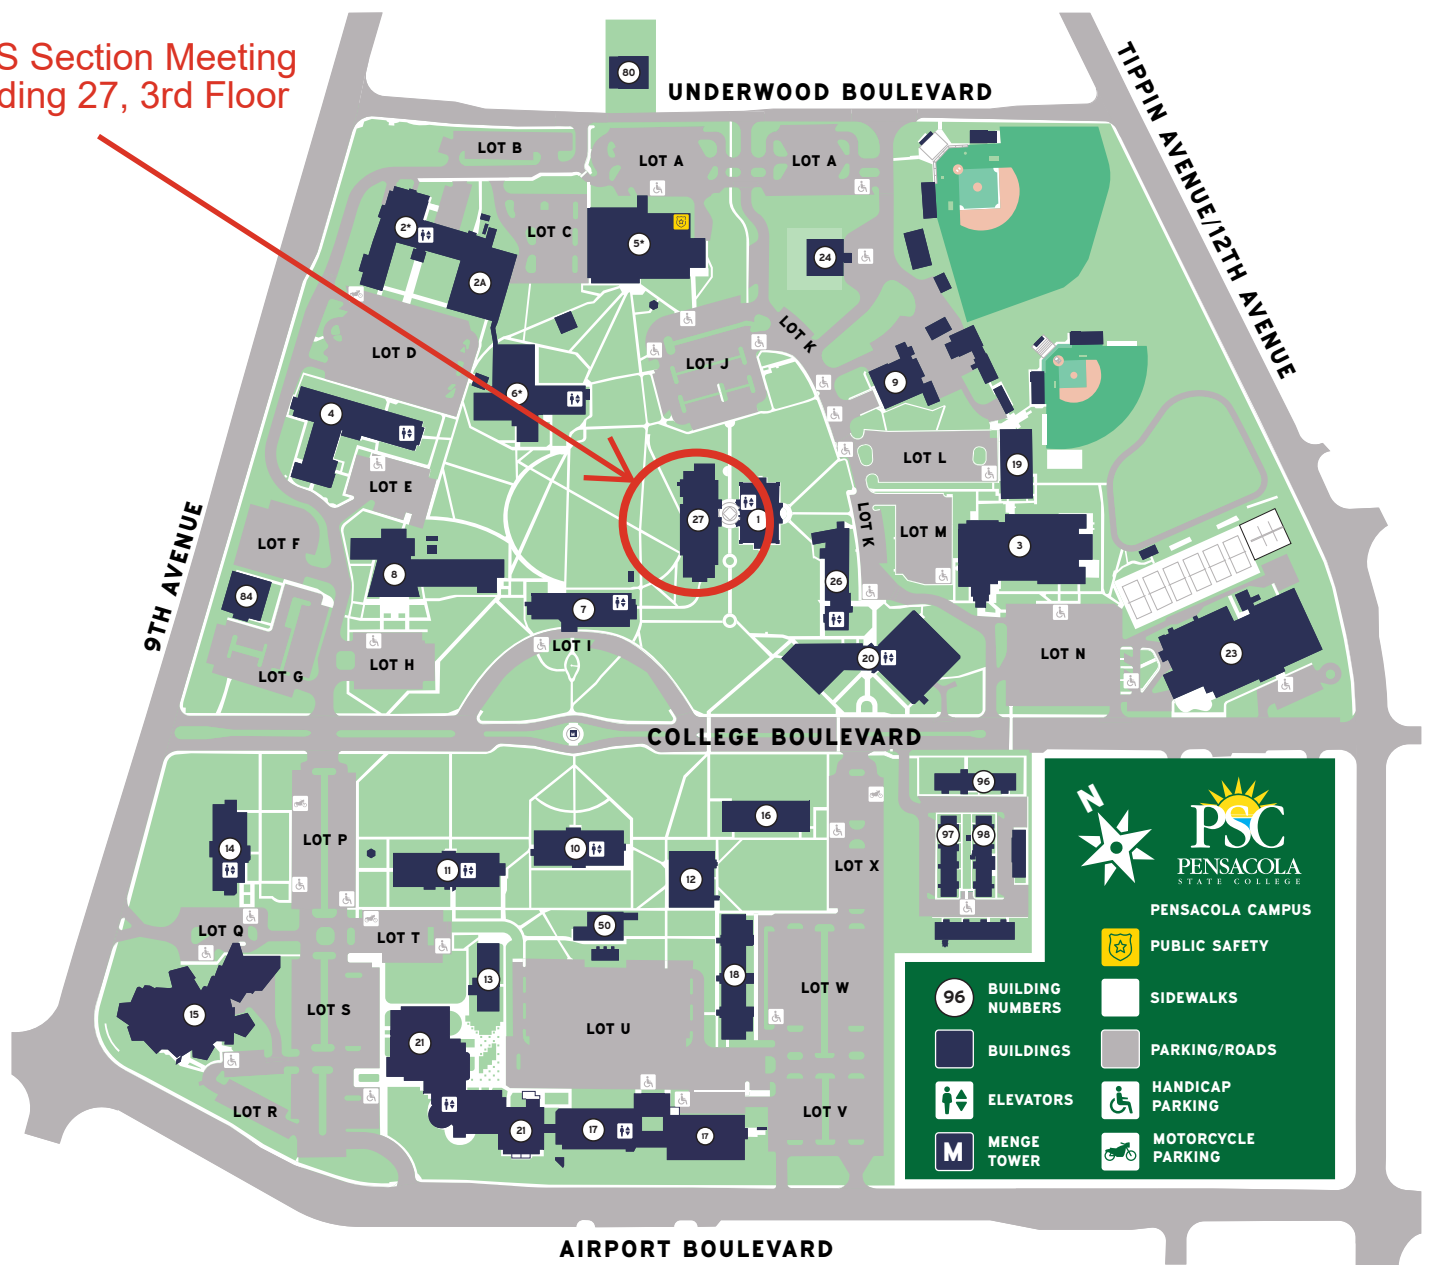 S Section Meeting
ding 27, 3rd Floor
80
UNDERWOOD BOULEVARD
TIPPIN AVENUE/12TH AVENUE
LOT B
LOT A
LOT A
2*
LOT C
5*
24
2A
LOT K
LOT D
LOT J
9
6*
4
LOT L
19
LOT E
27
1
LOT K
LOT M
3
LOT F
9TH AVENUE
8
26
84
7
LOT I
LOT H
LOT G
20
LOT N
23
M
COLLEGE BOULEVARD
96
16
97
98
14
LOT P
10
11
LOT X
12
LOT Q
LOT T
50
13
18
15
LOT S
LOT W
LOT U
21
LOT R
LOT V
21
17
17
AIRPORT BOULEVARD
N
PSC
PENSACOLA
STATE COLLEGE
PENSACOLA CAMPUS
PUBLIC SAFETY
96
BUILDING
NUMBERS
SIDEWALKS
BUILDINGS
PARKING/ROADS
ELEVATORS
HANDICAP
PARKING
M
MENGE
TOWER
MOTORCYCLE
PARKING